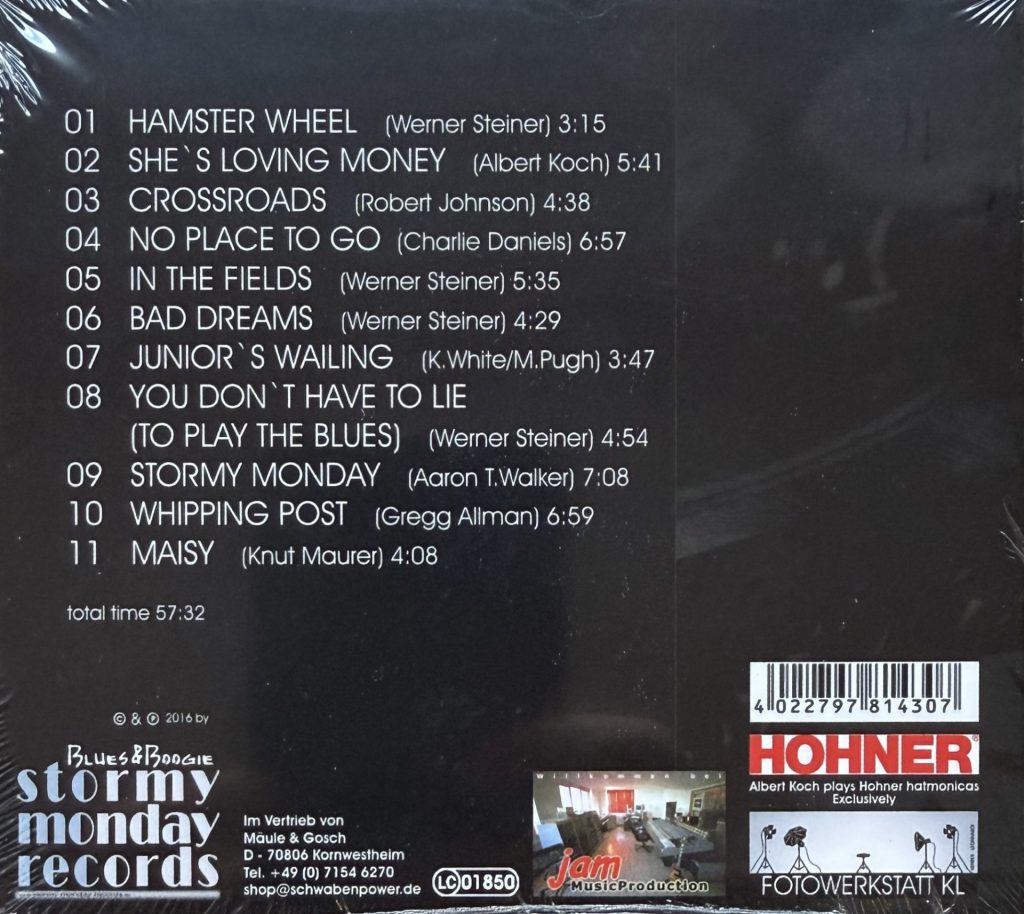 01 HAMSTER WHEEL (Werner Steiner) 3:15
02 SHE`S LOVING MONEY (Albert Koch) 5:41
03 CROSSROADS (Robert Johnson) 4:38
04 NO PLACE TO GO (Charlie Daniels) 6:57
05 IN THE FIELDS (Werner Steiner) 5:35
06 BAD DREAMS (Werner Steiner) 4:29
07 JUNIOR`S WAILING (K.White/M.Pugh) 3:47
08 YOU DON`T HAVE TO LIE
(TO PLAY THE BLUES) (Werner Steiner) 4:54
09 STORMY MONDAY (Aaron T.Walker) 7:08
10 WHIPPING POST (Gregg Allman) 6:59
11 MAISY (Knut Maurer) 4:08
total time 57:32
© & ℗ 2016 by
BLUES&BOOGIE
stormy
monday
records
Im Vertrieb von
Mäule & Gosch
D - 70806 Kornwestheim
Tel. +49 (0) 7154 6270
shop@schwabenpower.de
LC 01850
Willkommen bei
jam
MusicProduction
4 022797 814307
HOHNER®
Albert Koch plays Hohner hatmonicas
Exclusively
FOTOWERKSTATT KL